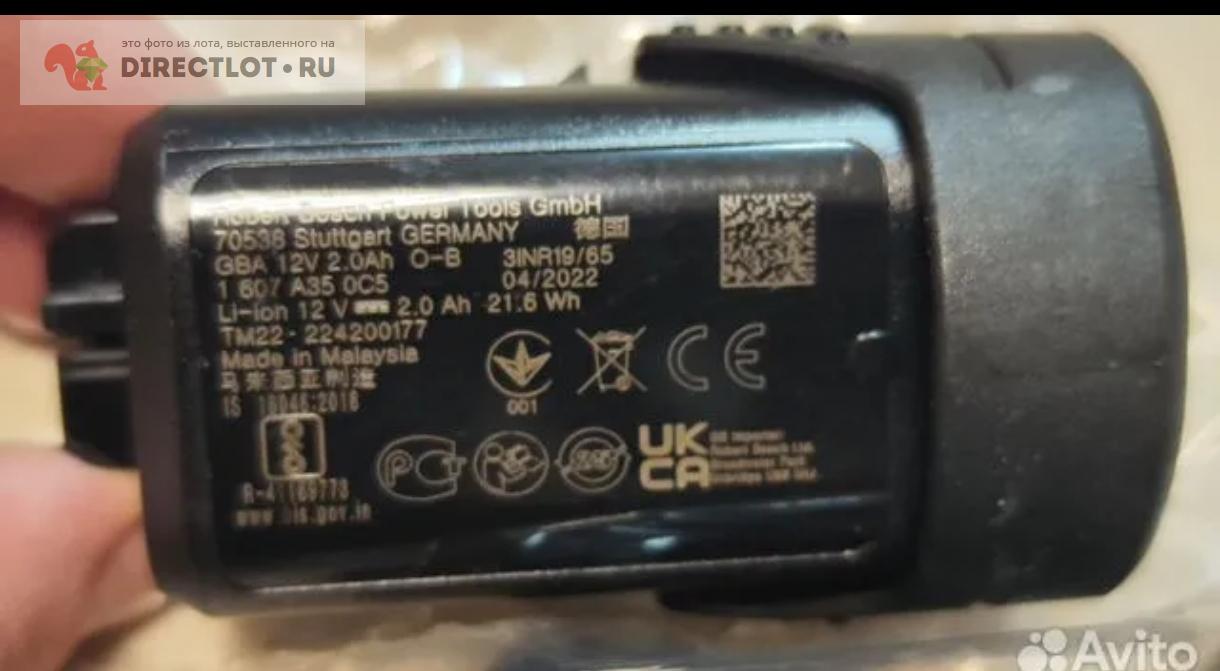 это фото из лота, выставленного на
DIRECTLOT•RU
Robert Bosch Power Tools GmbH
70538 Stuttgart GERMANY 德国
GBA 12V 2.0Ah O-B 3INR19/65
1 607 A35 0C5 04/2022
Li-ion 12 V 2.0 Ah 21.6 Wh
TM22 - 224200177
Made in Malaysia
马来西亚制造
IS 16046:2018
001
CE
R-41169778
www.bis.gov.in
PCT
UK
CA
Avito